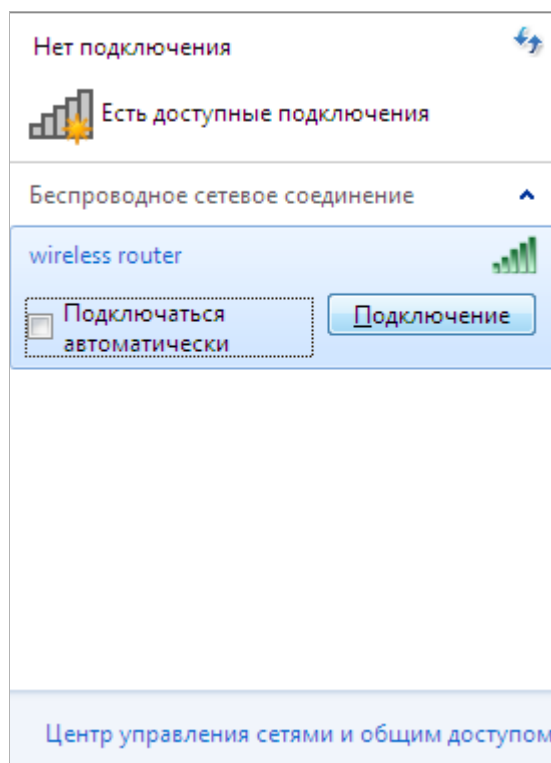 Нет подключения
Есть доступные подключения
Беспроводное сетевое соединение
wireless router
Подключаться
автоматически
Подключение
Центр управления сетями и общим доступом